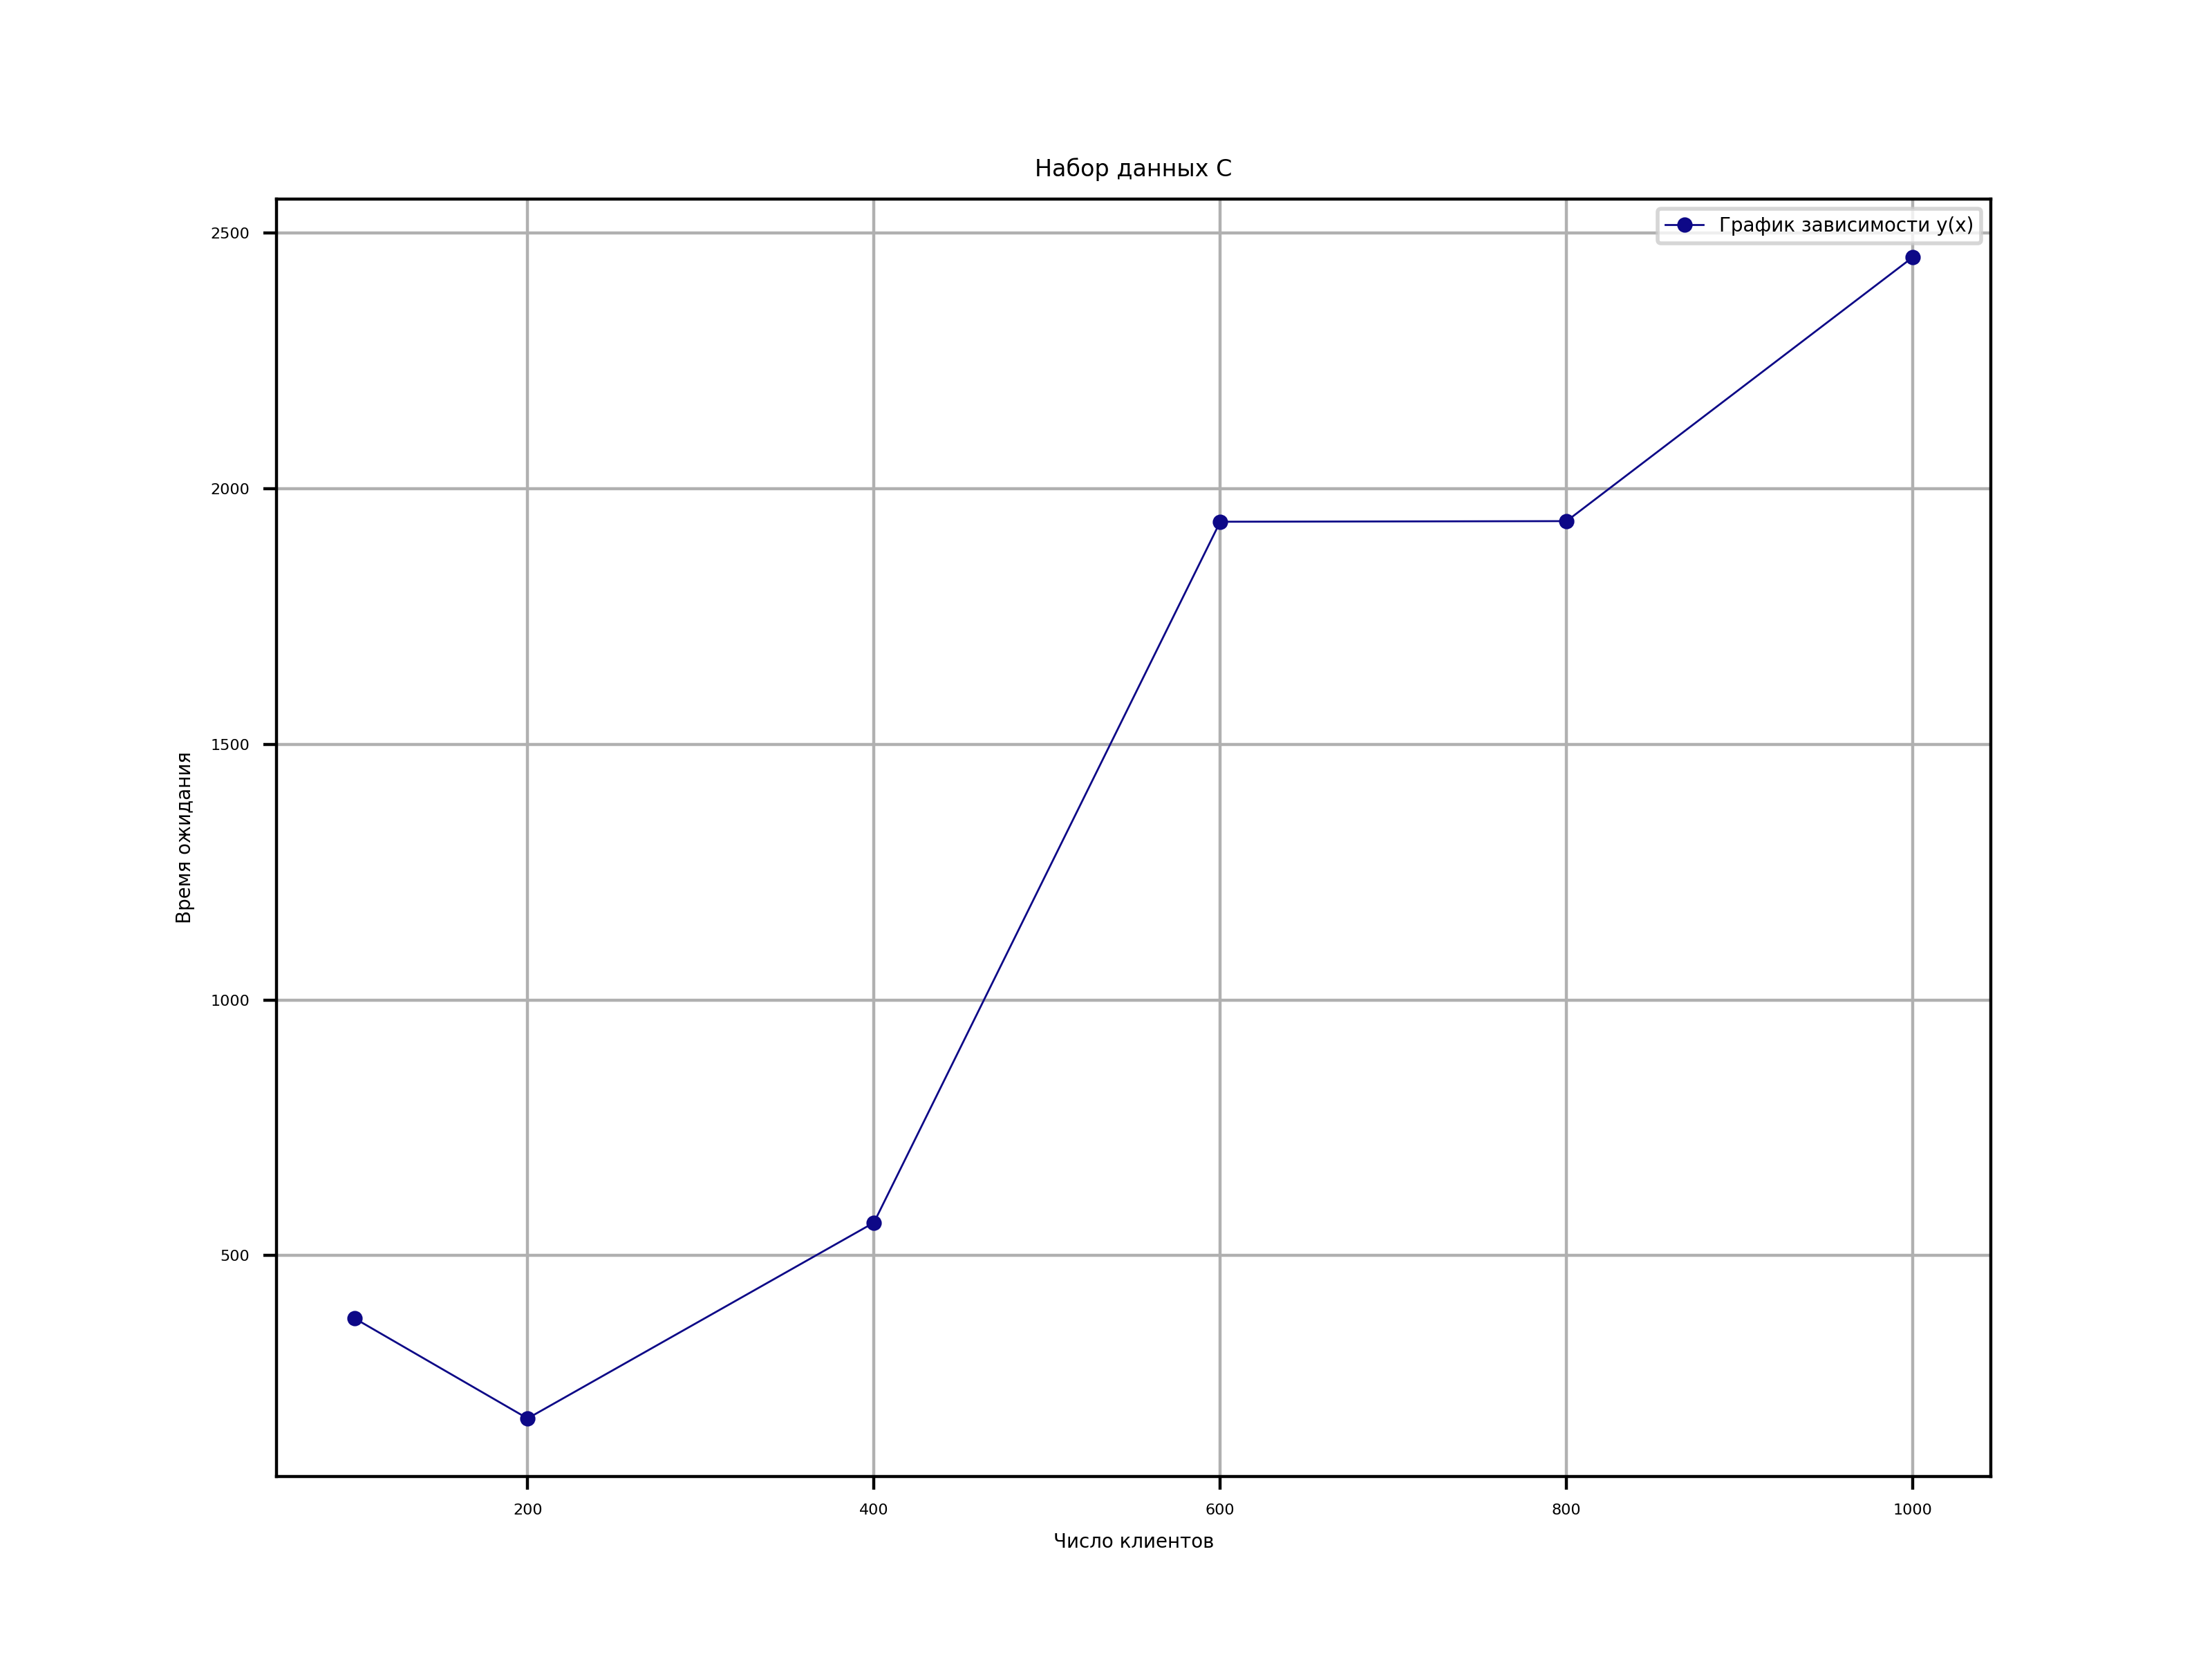 Набор данных C
График зависимости y(x)
2500
2000
1500
1000
500
Время ожидания
200 400 600 800 1000
Число клиентов